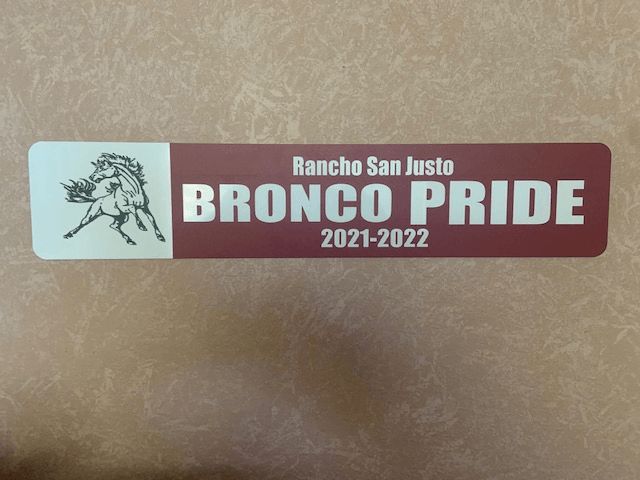 Rancho San Justo
BRONCO PRIDE
2021-2022